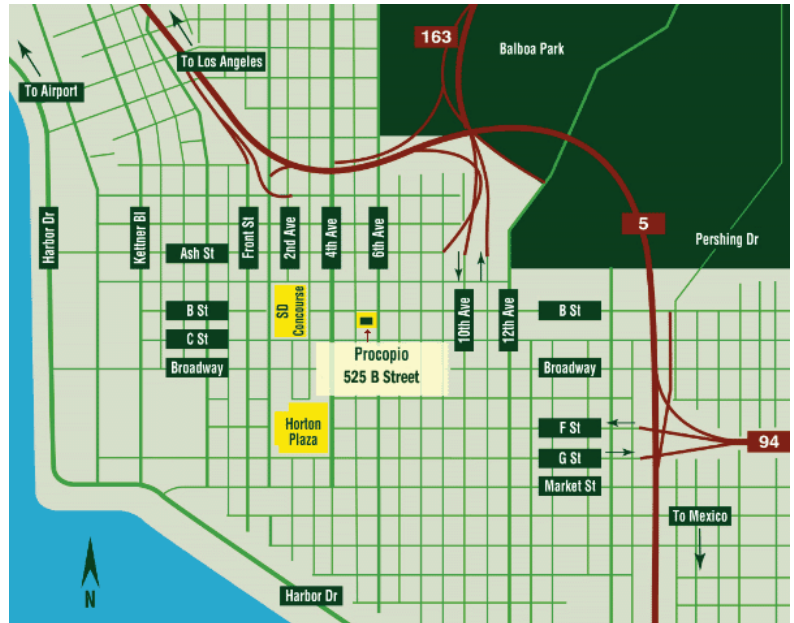 163
Balboa Park
To Los Angeles
To Airport
5
Pershing Dr
Harbor Dr
Kettner Bl
Ash St
Front St
2nd Ave
4th Ave
6th Ave
10th Ave
12th Ave
B St
SD
Concourse
B St
C St
Procopio
525 B Street
Broadway
Broadway
Horton
Plaza
F St
94
G St
Market St
To Mexico
N
Harbor Dr